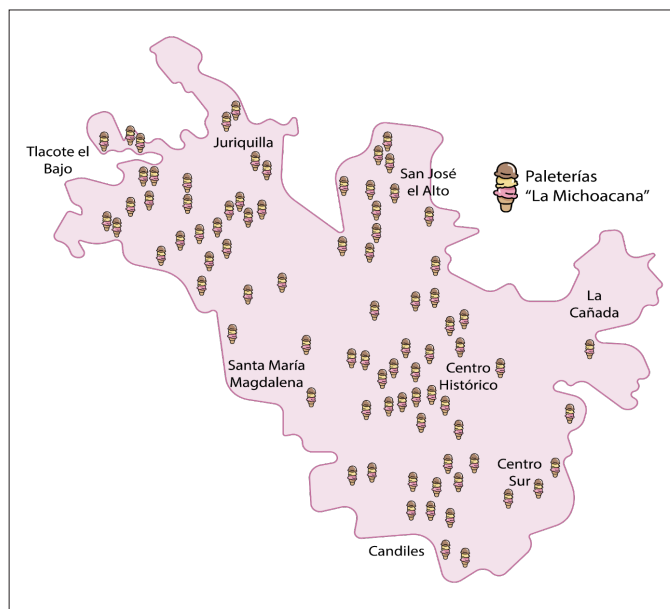 Tlacote el
Bajo
Juriquilla
San José
el Alto
Paleterías
“La Michoacana”
La
Cañada
Santa María
Magdalena
Centro
Histórico
Centro
Sur
Candiles